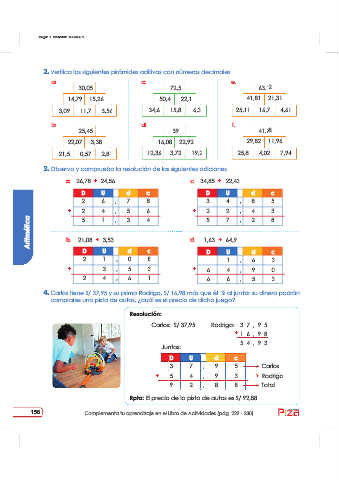 2. Verifica las siguientes pirámides aditivas con números decimales
a.
30,05
14,79 15,26
3,09 11,7 3,56
c.
72,5
50,4 22,1
34,6 15,8 6,3
e.
63,12
41,81 21,31
25,11 16,7 4,61
b.
25,45
22,07 3,38
21,5 0,57 2,8
d.
39
16,08 22,92
12,36 3,72 19,2
f.
41,78
29,82 11,96
25,8 4,02 7,94
3. Observa y comprueba la resolución de las siguientes adiciones
a. 26,78 + 24,56
D U d c
2 6 , 7 8
+ 2 4 , 5 6
5 1 , 3 4
c. 34,85 + 22,43
D U d c
3 4 , 8 5
+ 2 2 , 4 3
5 7 , 2 8
b. 21,08 + 3,53
D U d c
2 1 , 0 8
+ 3 , 5 3
2 4 , 6 1
d. 1,63 + 64,9
D U d c
1 , 6 3
+ 6 4 , 9 0
6 6 , 5 3
Aritmética
4. Carlos tiene S/ 37,95 y su primo Rodrigo, S/ 16,98 más que él. Si al juntar su dinero podrán
comprarse una pista de autos, ¿cuál es el precio de dicho juego?
Resolución:
Carlos: S/ 37,95 Rodrigo: 3 7 , 9 5
+ 1 6 , 9 8
5 4 , 9 3
Juntos:
D U d c
3 7 , 9 5 Carlos
+ 5 4 , 9 3 Rodrigo
9 2 , 8 8 Total
Rpta: El precio de la pista de autos es S/ 92,88
156
Complementa tu aprendizaje en el Libro de Actividades (pág. 229 - 230)